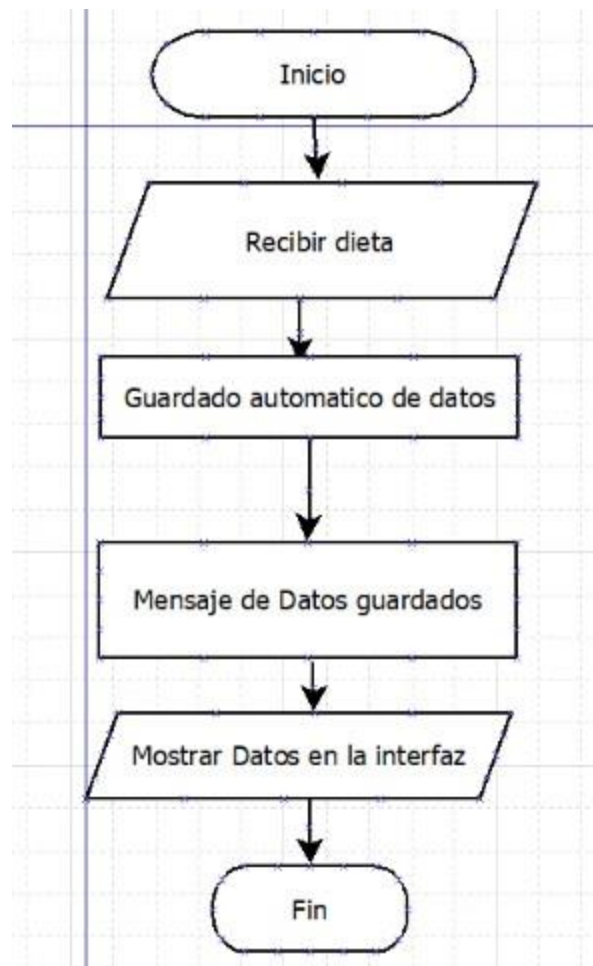 Inicio
Recibir dieta
Guardado automatico de datos
Mensaje de Datos guardados
Mostrar Datos en la interfaz
Fin